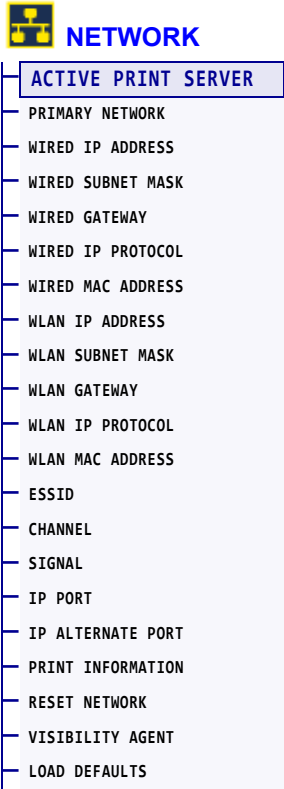 NETWORK
ACTIVE PRINT SERVER
PRIMARY NETWORK
WIRED IP ADDRESS
WIRED SUBNET MASK
WIRED GATEWAY
WIRED IP PROTOCOL
WIRED MAC ADDRESS
WLAN IP ADDRESS
WLAN SUBNET MASK
WLAN GATEWAY
WLAN IP PROTOCOL
WLAN MAC ADDRESS
ESSID
CHANNEL
SIGNAL
IP PORT
IP ALTERNATE PORT
PRINT INFORMATION
RESET NETWORK
VISIBILITY AGENT
LOAD DEFAULTS